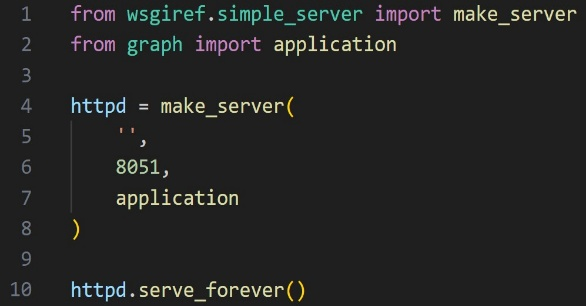 1 from wsgiref.simple_server import make_server
2 from graph import application
3
4 httpd = make_server(
5     '',
6     8051,
7     application
8 )
9
10 httpd.serve_forever()